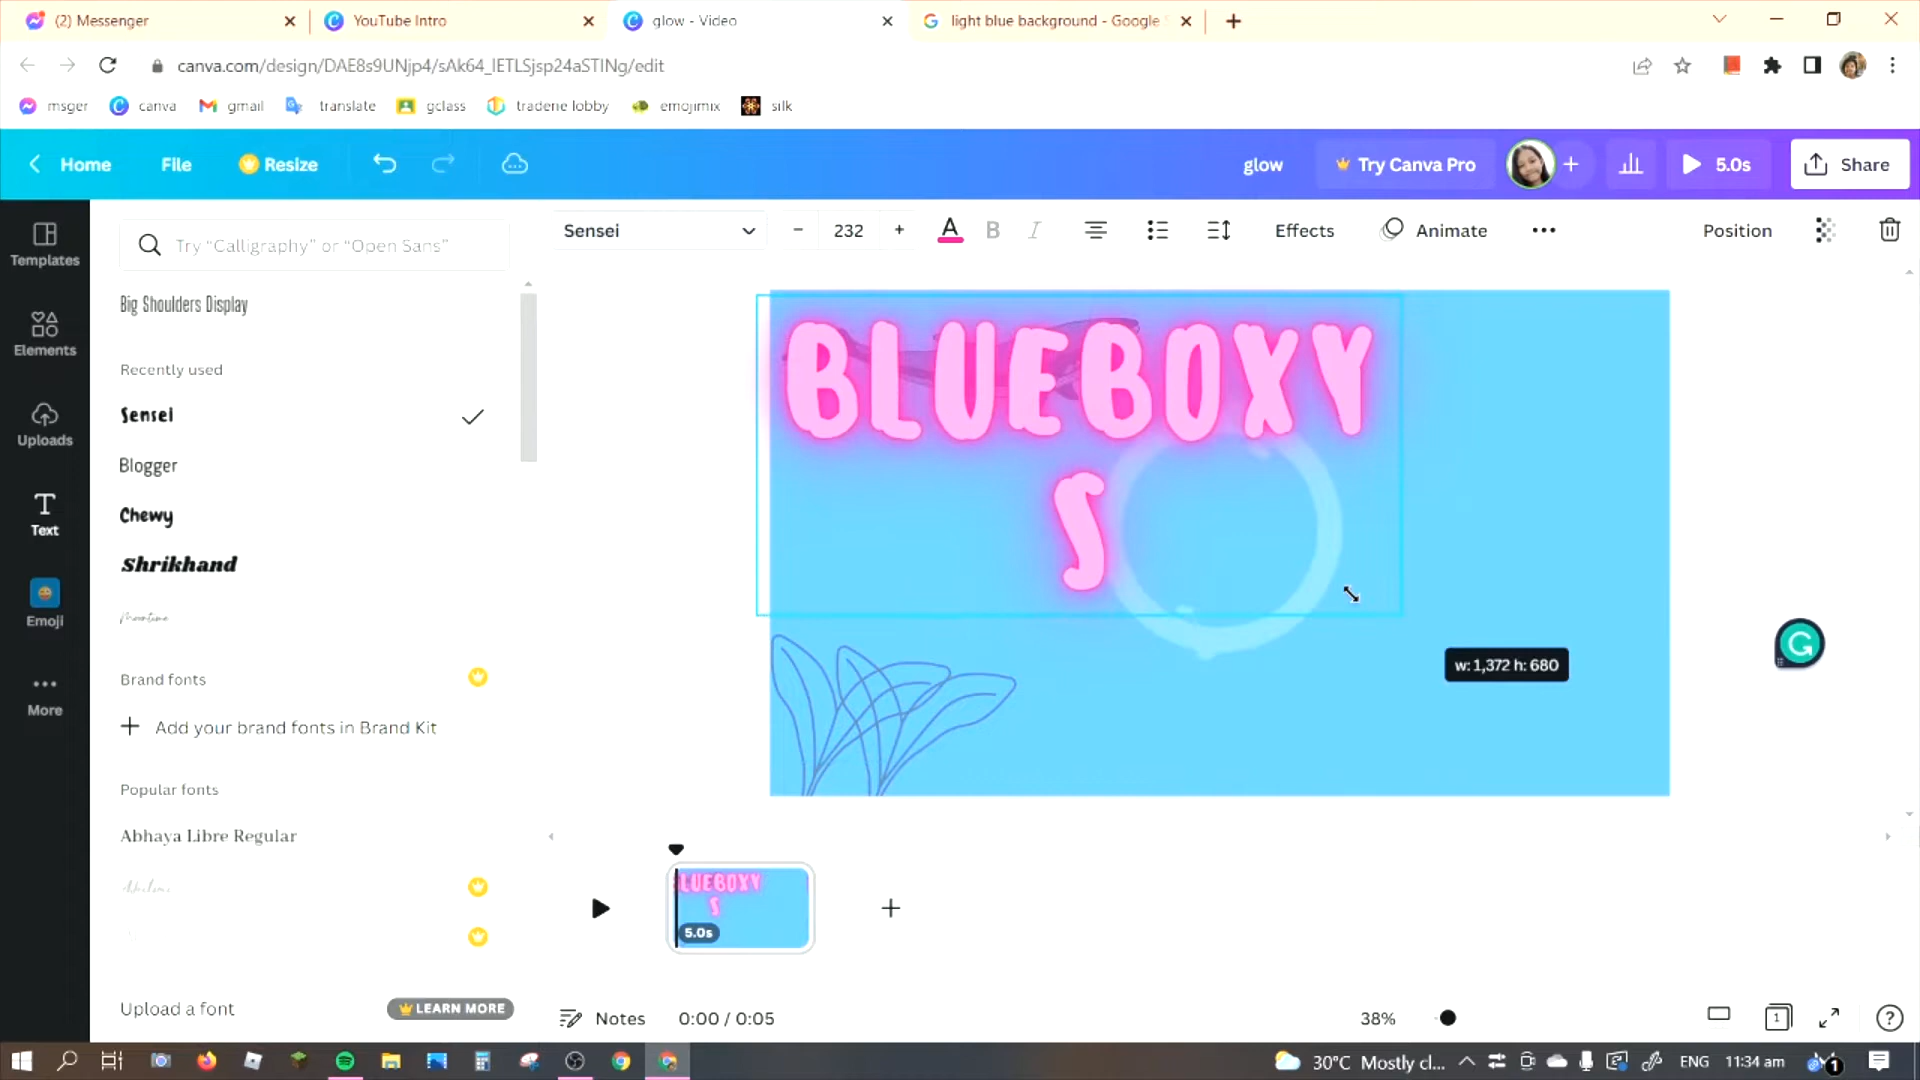 (2) Messenger
YouTube Intro
glow - Video
light blue background - Google
canva.com/design/DAE8s9UNjp4/sAk64_lETLSjsp24aSTINg/edit
msger
canva
gmail
translate
gclass
tradene lobby
emojimix
silk
Home
File
Resize
glow
Try Canva Pro
5.0s
Share
Templates
Elements
Uploads
Text
Emoji
More
Try "Calligraphy" or "Open Sans"
Sensei
232
A
B
I
Effects
Animate
Position
Big Shoulders Display
Recently used
Sensei
Blogger
Chewy
Shrikhand
Moontime
Brand fonts
Add your brand fonts in Brand Kit
Popular fonts
Abhaya Libre Regular
Upload a font
LEARN MORE
BLUEBOXY
S
w: 1,372 h: 680
LUEBOXY
S
5.0s
Notes
0:00 / 0:05
38%
1
30°C Mostly cl...
ENG
11:34 am
1